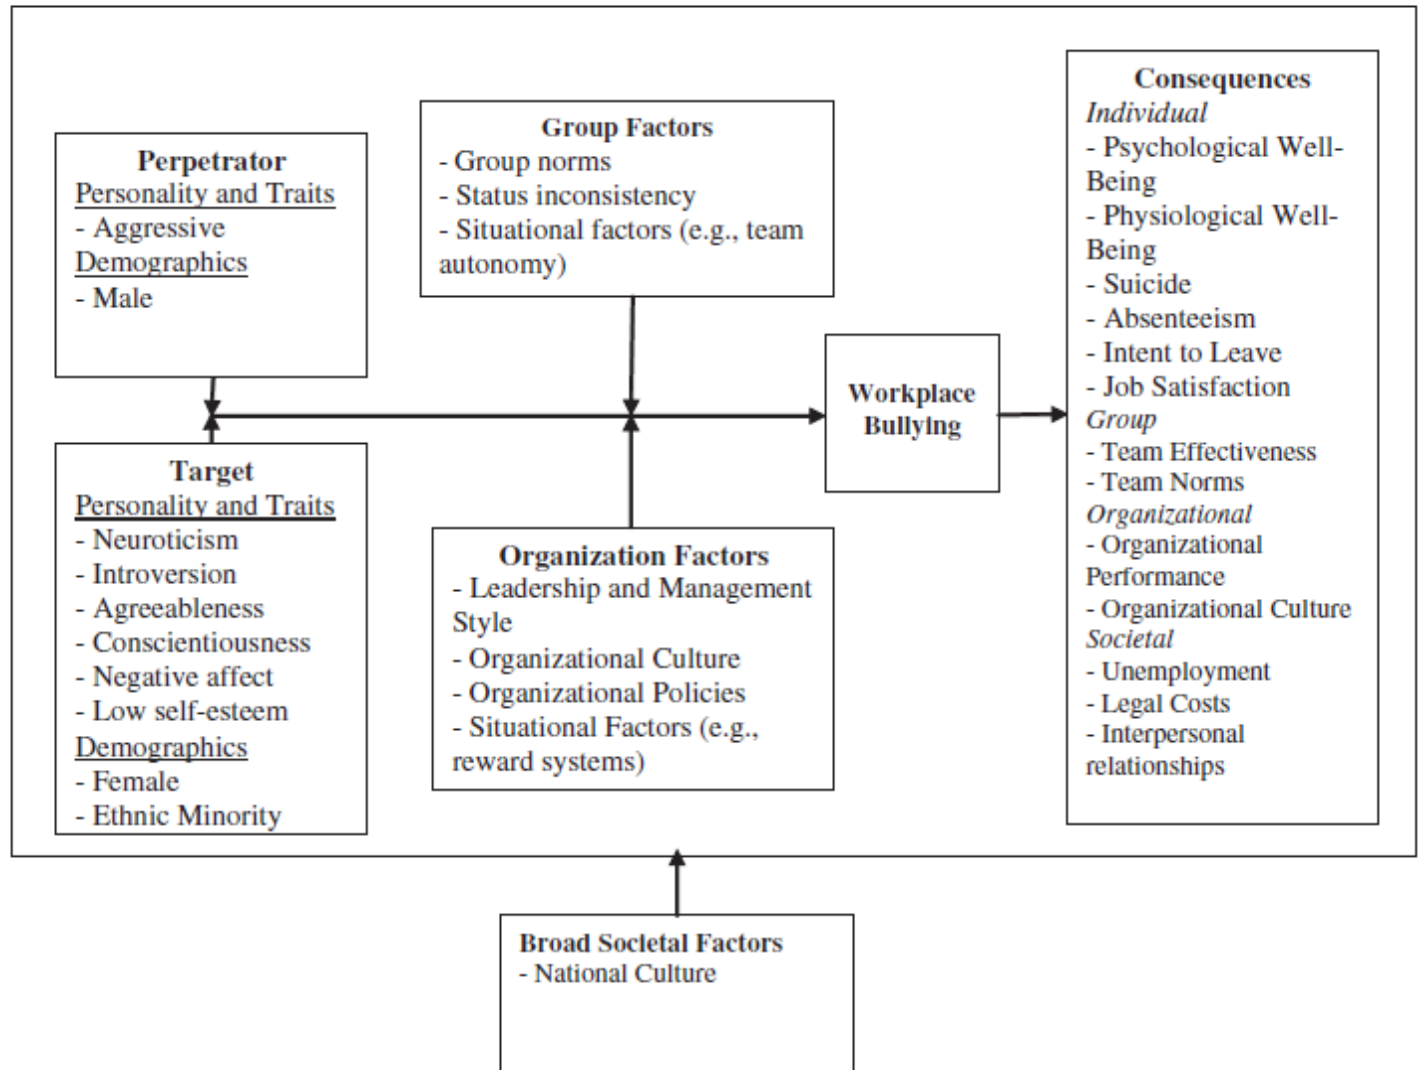 Perpetrator
Personality and Traits
- Aggressive
Demographics
- Male
Target
Personality and Traits
- Neuroticism
- Introversion
- Agreeableness
- Conscientiousness
- Negative affect
- Low self-esteem
Demographics
- Female
- Ethnic Minority
Group Factors
- Group norms
- Status inconsistency
- Situational factors (e.g., team
autonomy)
Organization Factors
- Leadership and Management
Style
- Organizational Culture
- Organizational Policies
- Situational Factors (e.g.,
reward systems)
Workplace
Bullying
Consequences
Individual
- Psychological Well-
Being
- Physiological Well-
Being
- Suicide
- Absenteeism
- Intent to Leave
- Job Satisfaction
Group
- Team Effectiveness
- Team Norms
Organizational
- Organizational
Performance
- Organizational Culture
Societal
- Unemployment
- Legal Costs
- Interpersonal
relationships
Broad Societal Factors
- National Culture